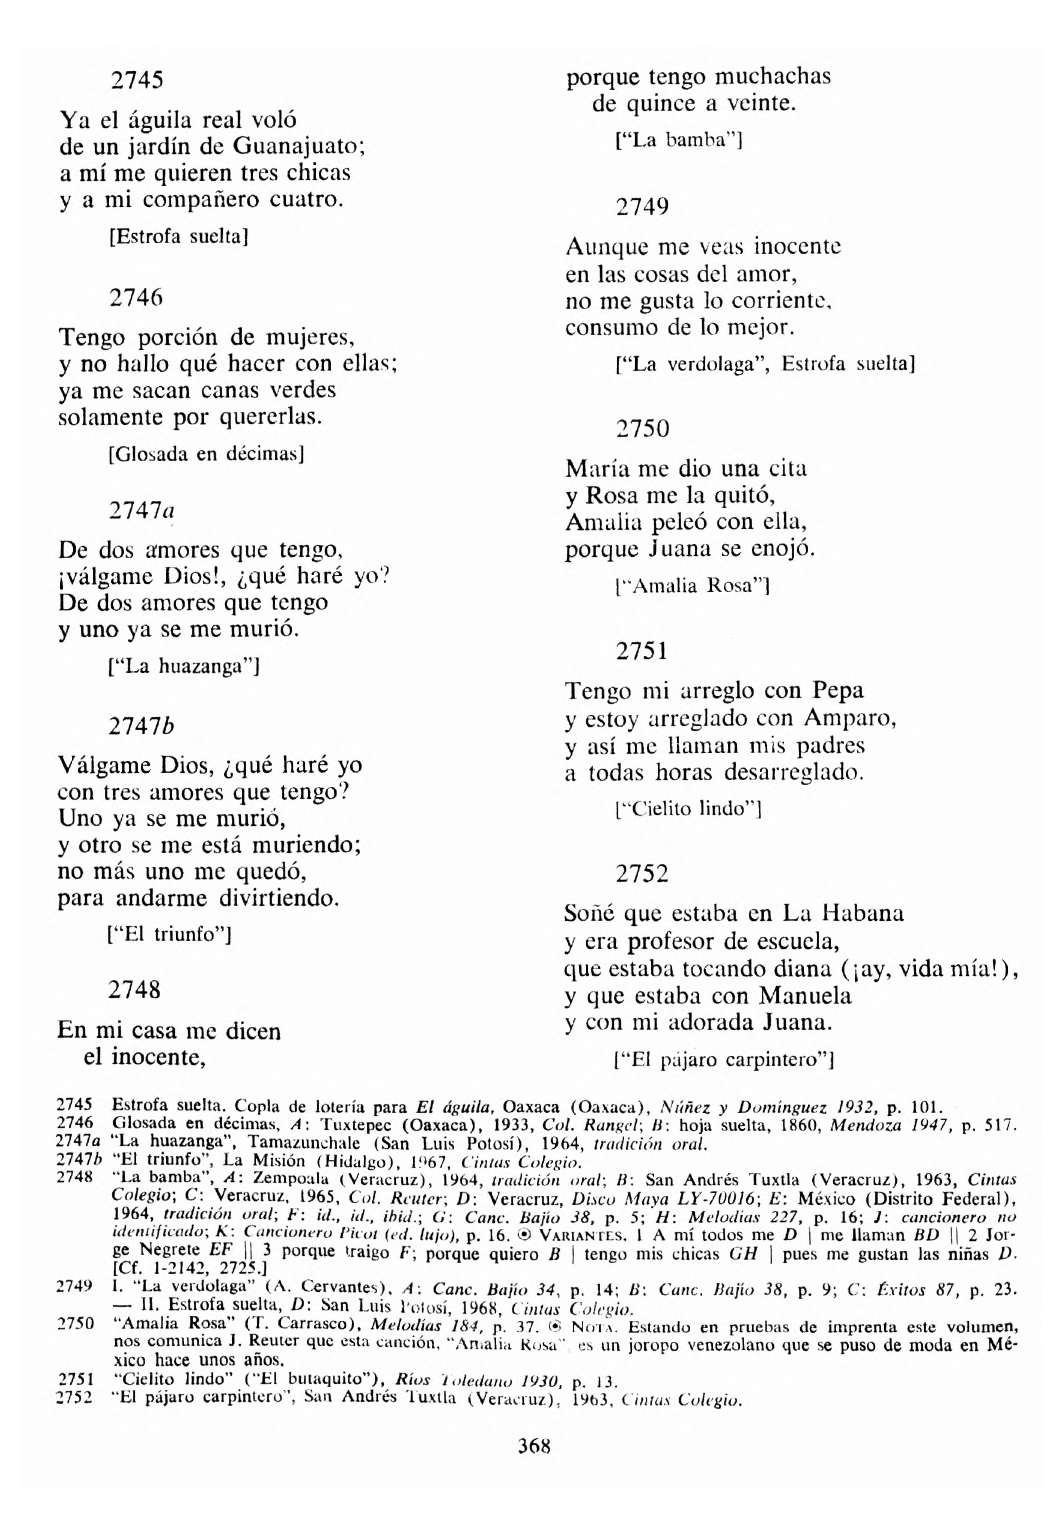 2745
Ya el águila real voló
de un jardín de Guanajuato;
a mí me quieren tres chicas
y a mi compañero cuatro.
[Estrofa suelta]
2746
Tengo porción de mujeres,
y no hallo qué hacer con ellas;
ya me sacan canas verdes
solamente por quererlas.
[Glosada en décimas]
2747a
De dos amores que tengo,
¡válgame Dios!, ¿qué haré yo?
De dos amores que tengo
y uno ya se me murió.
["La huazanga"]
2747b
Válgame Dios, ¿qué haré yo
con tres amores que tengo?
Uno ya se me murió,
y otro se me está muriendo;
no más uno me quedó,
para andarme divirtiendo.
["El triunfo"]
2748
En mi casa me dicen
el inocente,
porque tengo muchachas
de quince a veinte.
["La bamba"]
2749
Aunque me veas inocente
en las cosas del amor,
no me gusta lo corriente,
consumo de lo mejor.
["La verdolaga", Estrofa suelta]
2750
María me dio una cita
y Rosa me la quitó,
Amalia peleó con ella,
porque Juana se enojó.
["Amalia Rosa"]
2751
Tengo mi arreglo con Pepa
y estoy arreglado con Amparo,
y así me llaman mis padres
a todas horas desarreglado.
["Cielito lindo"]
2752
Soñé que estaba en La Habana
y era profesor de escuela,
que estaba tocando diana (¡ay, vida mía!),
y que estaba con Manuela
y con mi adorada Juana.
["El pájaro carpintero"]
2745 Estrofa suelta. Copla de lotería para El águila, Oaxaca (Oaxaca), Núñez y Domínguez 1932, p. 101.
2746 Glosada en décimas, A: Tuxtepec (Oaxaca), 1933, Col. Rangel; B: hoja suelta, 1860, Mendoza 1947, p. 517.
2747a "La huazanga", Tamazunchale (San Luis Potosí), 1964, tradición oral.
2747b "El triunfo", La Misión (Hidalgo), 1967, Cintas Colegio.
2748 "La bamba", A: Zempoala (Veracruz), 1964, tradición oral; B: San Andrés Tuxtla (Veracruz), 1963, Cintas
Colegio; C: Veracruz, 1965, Col. Reuter; D: Veracruz, Disco Maya LY-70016; E: México (Distrito Federal),
1964, tradición oral; F: id., id., ibid.; G: Canc. Bajío 38, p. 5; H: Melodías 227, p. 16; J: cancionero no
identificado; K: Cancionero Picot (ed. lujo), p. 16. ⊙ VARIANTES. 1 A mí todos me D | me llaman BD || 2 Jor-
ge Negrete EF || 3 porque traigo F; porque quiero B | tengo mis chicas GH | pues me gustan las niñas D.
[Cf. 1-2142, 2725.]
2749 I. "La verdolaga" (A. Cervantes), A: Canc. Bajío 34, p. 14; B: Canc. Bajío 38, p. 9; C: Éxitos 87, p. 23.
— II. Estrofa suelta, D: San Luis Potosí, 1968, Cintas Colegio.
2750 "Amalia Rosa" (T. Carrasco), Melodías 184, p. 37. ⊙ NOTA. Estando en pruebas de imprenta este volumen,
nos comunica J. Reuter que esta canción, "Amalia Rosa" es un joropo venezolano que se puso de moda en Mé-
xico hace unos años.
2751 "Cielito lindo" ("El butaquito"), Ríos Toledano 1930, p. 13.
2752 "El pájaro carpintero", San Andrés Tuxtla (Veracruz), 1963, Cintas Colegio.
368